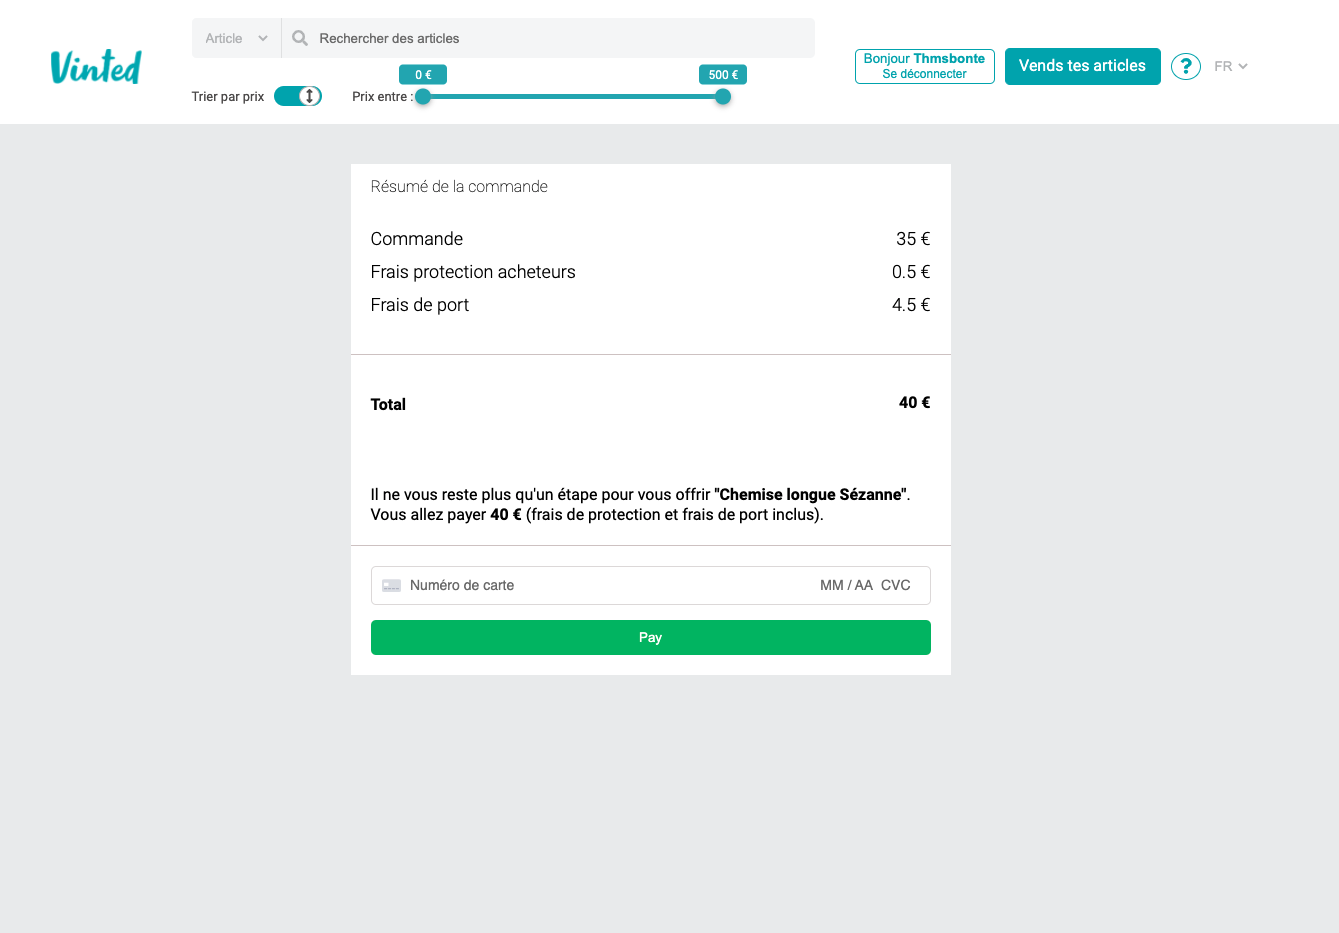 Vinted
Article
Rechercher des articles
0 €
500 €
Trier par prix
Prix entre :
Bonjour Thmsbonte
Se déconnecter
Vends tes articles
?
FR
Résumé de la commande
Commande 35 €
Frais protection acheteurs 0.5 €
Frais de port 4.5 €
Total 40 €
Il ne vous reste plus qu'un étape pour vous offrir "Chemise longue Sézanne".
Vous allez payer 40 € (frais de protection et frais de port inclus).
Numéro de carte MM / AA CVC
Pay